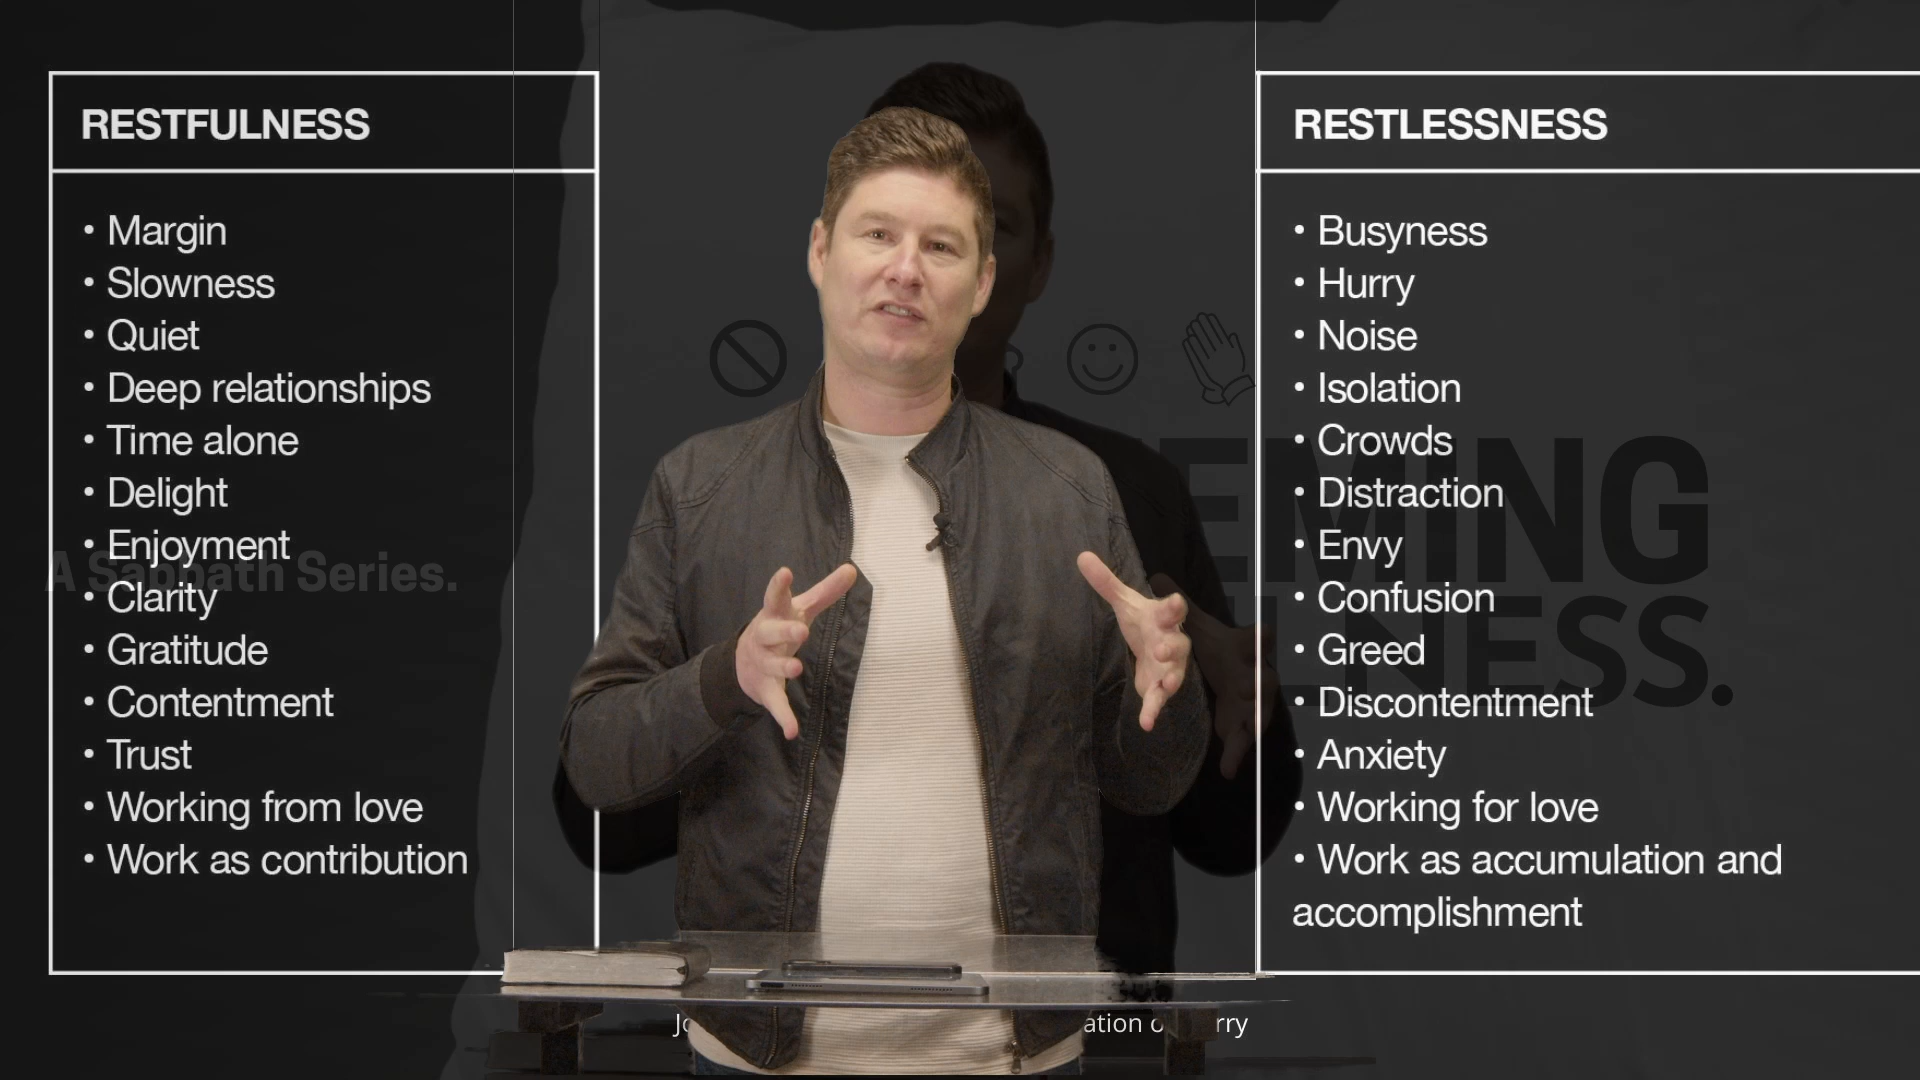 RESTFULNESS
• Margin
• Slowness
• Quiet
• Deep relationships
• Time alone
• Delight
• Enjoyment
• Clarity
• Gratitude
• Contentment
• Trust
• Working from love
• Work as contribution
A Sabbath Series.
RESTLESSNESS
• Busyness
• Hurry
• Noise
• Isolation
• Crowds
• Distraction
• Envy
• Confusion
• Greed
• Discontentment
• Anxiety
• Working for love
• Work as accumulation and
accomplishment